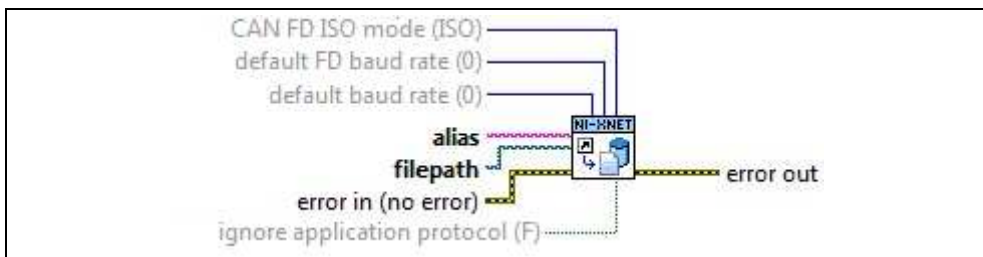 CAN FD ISO mode (ISO)
default FD baud rate (0)
default baud rate (0)
NI-XNET
alias
filepath
error in (no error)
error out
ignore application protocol (F)